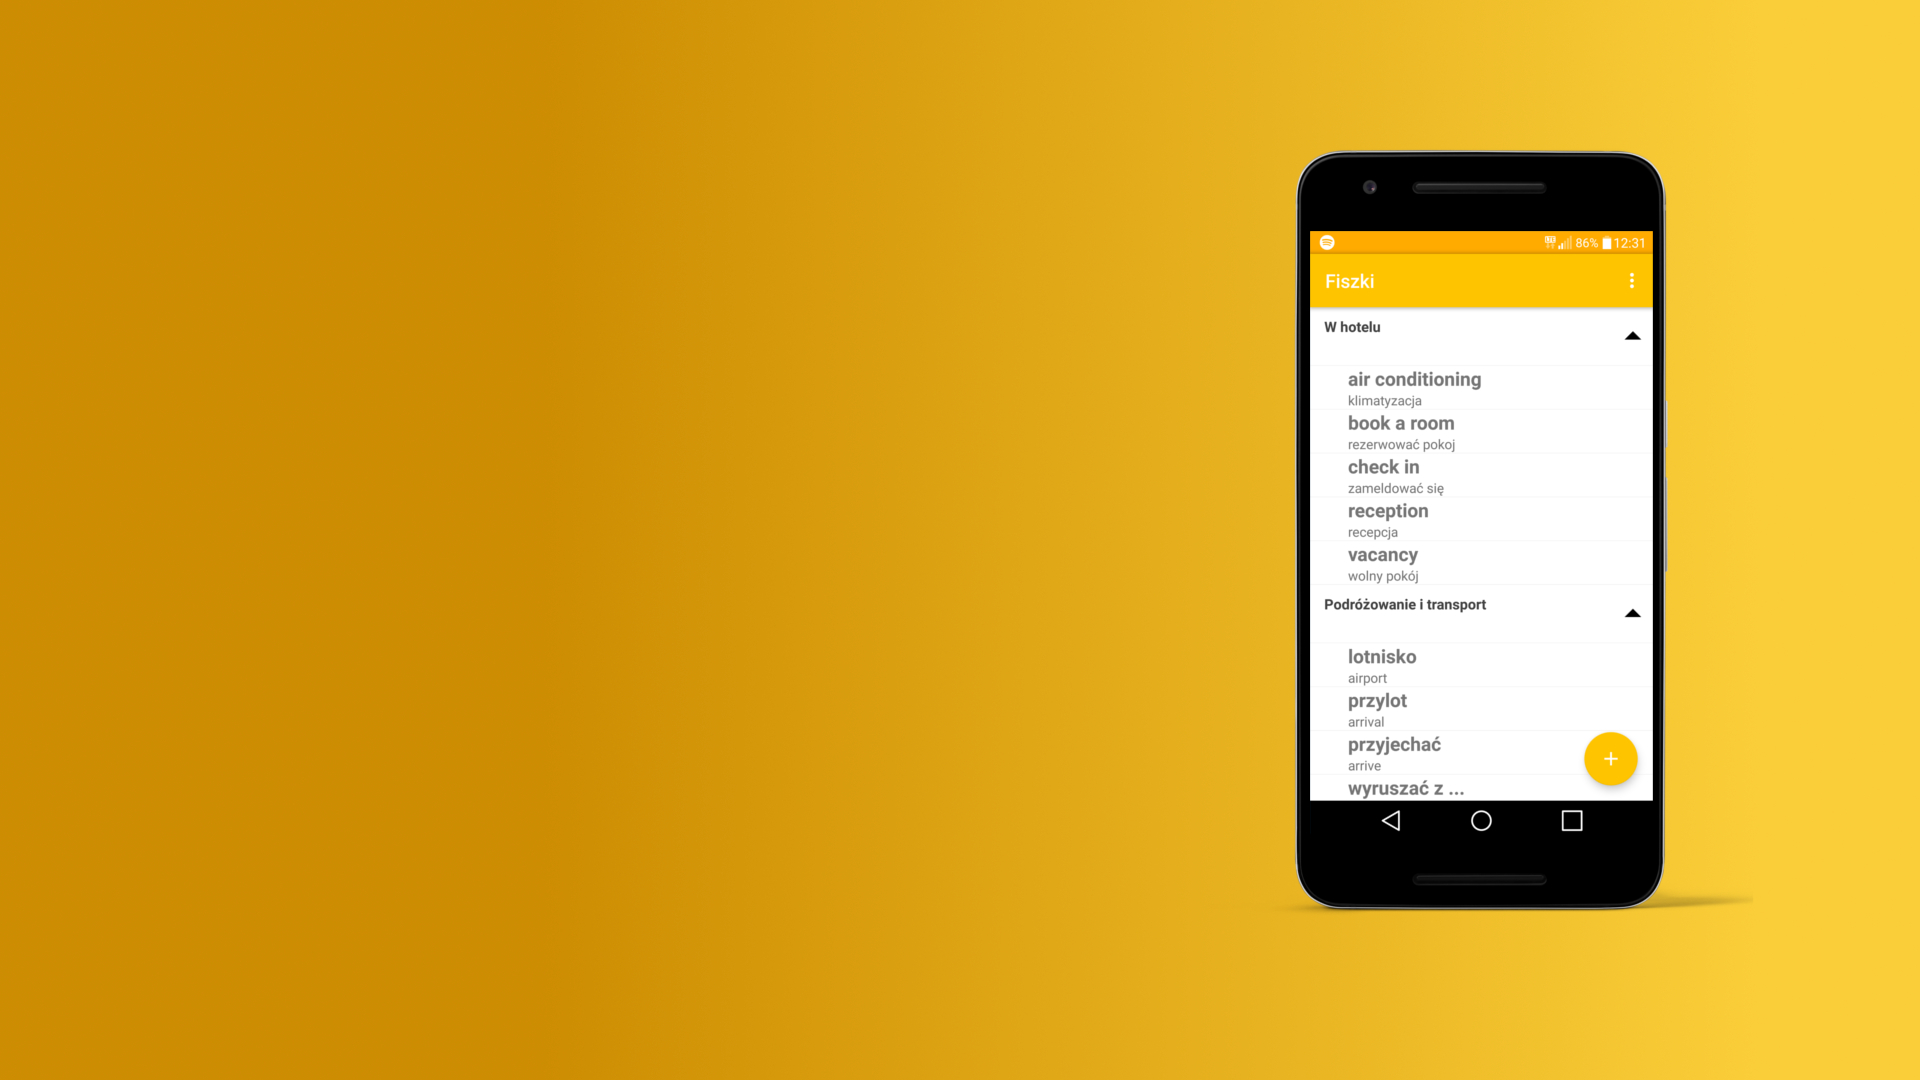 86% 12:31
Fiszki
W hotelu
air conditioning
klimatyzacja
book a room
rezerwować pokoj
check in
zameldować się
reception
recepcja
vacancy
wolny pokój
Podróżowanie i transport
lotnisko
airport
przylot
arrival
przyjechać
arrive
wyruszać z ...